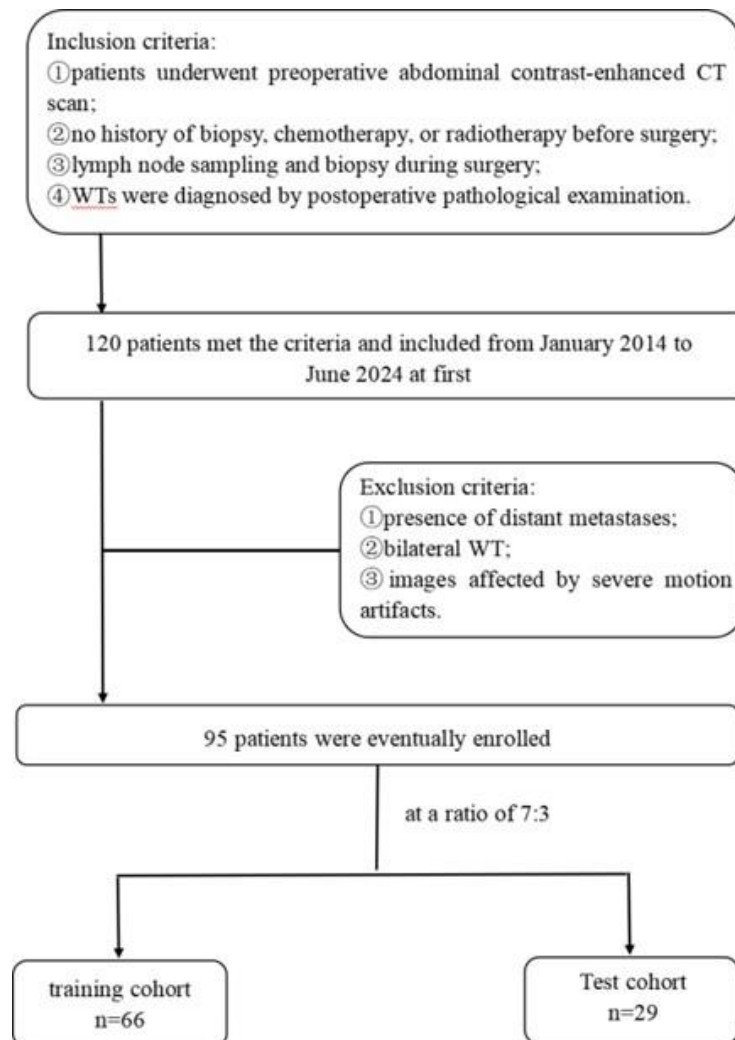 Inclusion criteria:
①patients underwent preoperative abdominal contrast-enhanced CT
scan;
②no history of biopsy, chemotherapy, or radiotherapy before surgery;
③lymph node sampling and biopsy during surgery;
④WTs were diagnosed by postoperative pathological examination.
120 patients met the criteria and included from January 2014 to
June 2024 at first
Exclusion criteria:
①presence of distant metastases;
②bilateral WT;
③ images affected by severe motion
artifacts.
95 patients were eventually enrolled
at a ratio of 7:3
training cohort
n=66
Test cohort
n=29